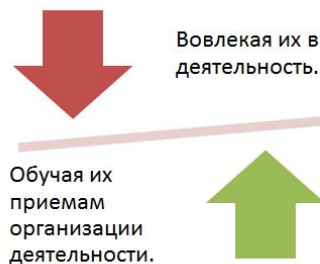 Вовлекая их в
деятельность.
Обучая их
приемам
организации
деятельности.